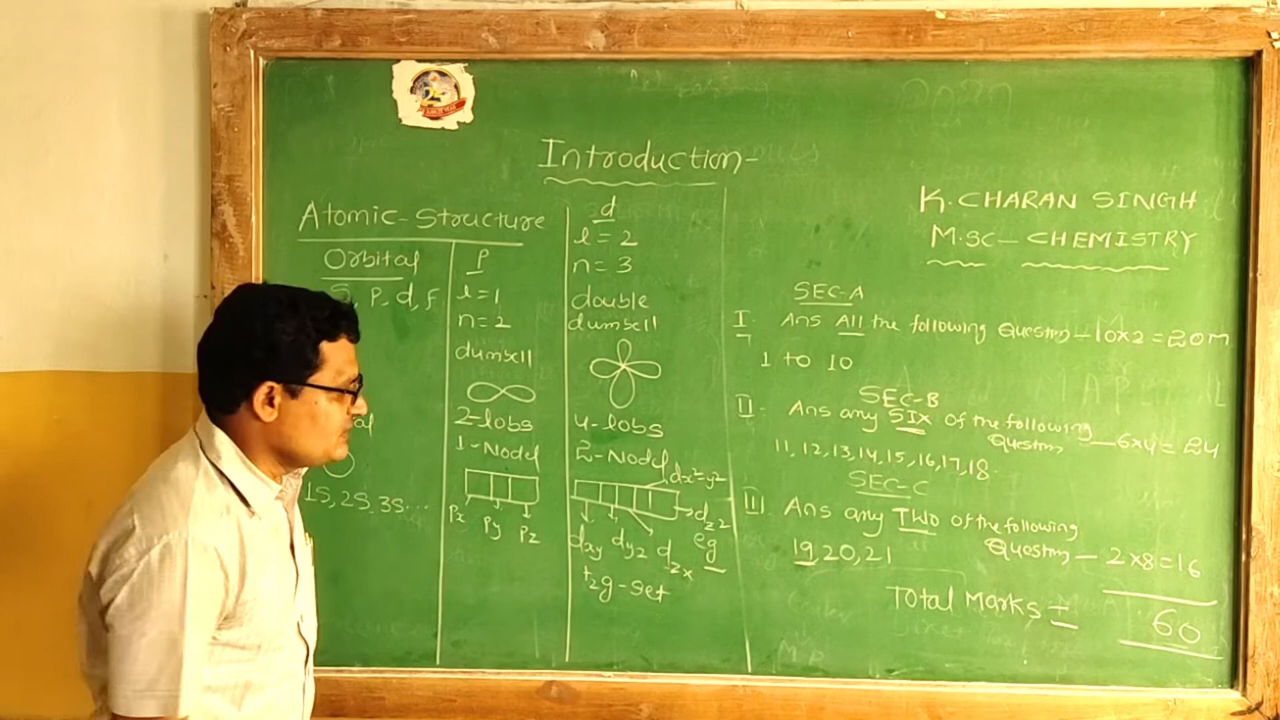 Introduction-
K. CHARAN SINGH
M.SC- CHEMISTRY
Atomic-Structure
Orbital
S, P, d, f
1S, 2S, 3S...
P
l=1
n=2
dumbell
2-lobs
1-Nodel
Px
Py
Pz
d
l=2
n=3
double
dumbell
4-lobs
2-Nodel
dx²=y²
dz2
eg
dxy dyz dzx
t2g-set
SEC-A
I Ans All the following Question-10x2=20M
1 to 10
SEC-B
II. Ans any SIX of the following
Question -6x4=24
11, 12, 13, 14, 15, 16, 17, 18.
SEC-C
III Ans any TWO of the following
Question - 2x8=16
19, 20, 21
Total Marks ÷ 60